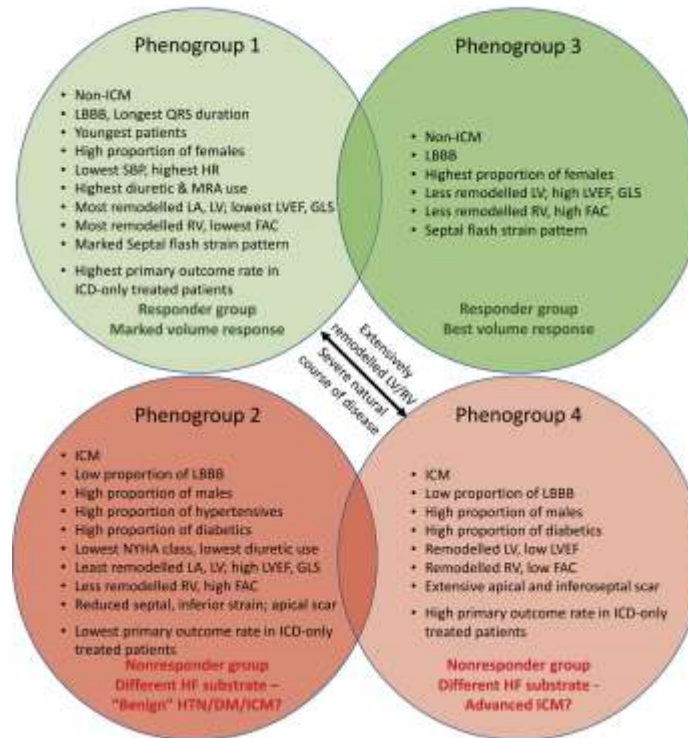 Phenogroup 1
• Non-ICM
• LBBB, Longest QRS duration
• Youngest patients
• High proportion of females
• Lowest SBP, highest HR
• Highest diuretic & MRA use
• Most remodelled LA, LV; lowest LVEF, GLS
• Most remodelled RV, lowest FAC
• Marked Septal flash strain pattern
• Highest primary outcome rate in
ICD-only treated patients
Responder group
Marked volume response
Phenogroup 3
• Non-ICM
• LBBB
• Highest proportion of females
• Less remodelled LV; high LVEF, GLS
• Less remodelled RV, high FAC
• Septal flash strain pattern
Responder group
Best volume response
Extensively
remodelled LV/RV
Severe natural
course of disease
Phenogroup 2
• ICM
• Low proportion of LBBB
• High proportion of males
• High proportion of hypertensives
• High proportion of diabetics
• Lowest NYHA class, lowest diuretic use
• Least remodelled LA, LV; high LVEF, GLS
• Less remodelled RV, high FAC
• Reduced septal, inferior strain; apical scar
• Lowest primary outcome rate in ICD-only
treated patients
Nonresponder group
Different HF substrate –
"Benign" HTN/DM/ICM?
Phenogroup 4
• ICM
• Low proportion of LBBB
• High proportion of males
• High proportion of diabetics
• Remodelled LV, low LVEF
• Remodelled RV, low FAC
• Extensive apical and inferoseptal scar
• High primary outcome rate in ICD-only
treated patients
Nonresponder group
Different HF substrate -
Advanced ICM?